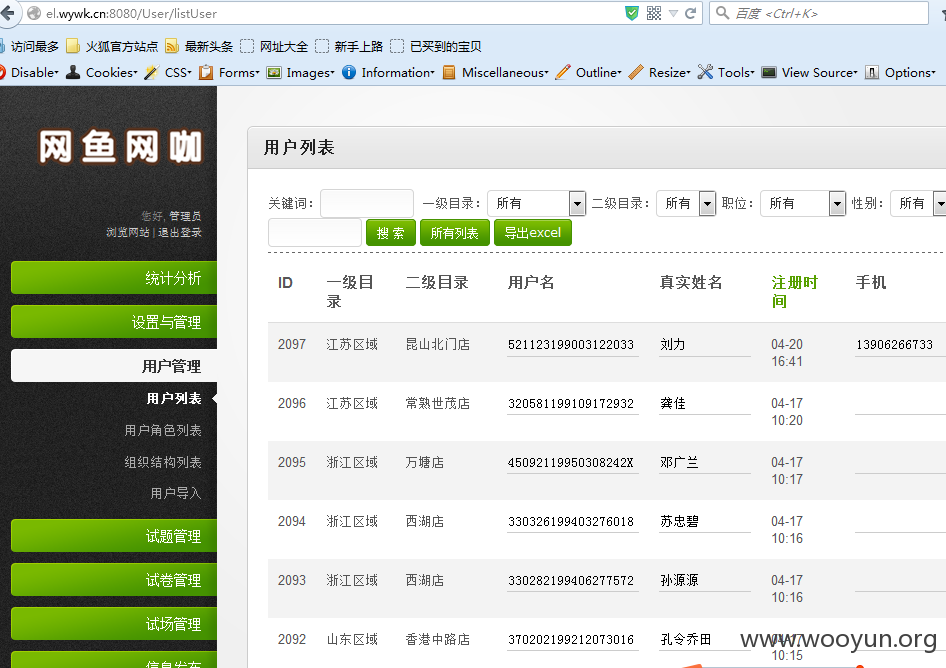 el.wywk.cn:8080/User/listUser
百度 <Ctrl+K>
访问最多 火狐官方站点 最新头条 网址大全 新手上路 已买到的宝贝
Disable Cookies CSS Forms Images Information Miscellaneous Outline Resize Tools View Source Options
网鱼网咖
您好, 管理员
浏览网站 | 退出登录
统计分析
设置与管理
用户管理
用户列表
用户角色列表
组织结构列表
用户导入
试题管理
试卷管理
试场管理
信息发布
用户列表
关键词: 一级目录: 所有 二级目录: 所有 职位: 所有 性别: 所有
搜 索 所有列表 导出excel
ID 一级目录 二级目录 用户名 真实姓名 注册时间 手机
2097 江苏区域 昆山北门店 521123199003122033 刘力 04-20 16:41 13906266733
2096 江苏区域 常熟世茂店 320581199109172932 龚佳 04-17 10:20
2095 浙江区域 万塘店 45092119950308242X 邓广兰 04-17 10:17
2094 浙江区域 西湖店 330326199403276018 苏忠碧 04-17 10:16
2093 浙江区域 西湖店 330282199406277572 孙源源 04-17 10:16
2092 山东区域 香港中路店 370202199212073016 孔令乔田 04-17 10:15
www.wooyun.org